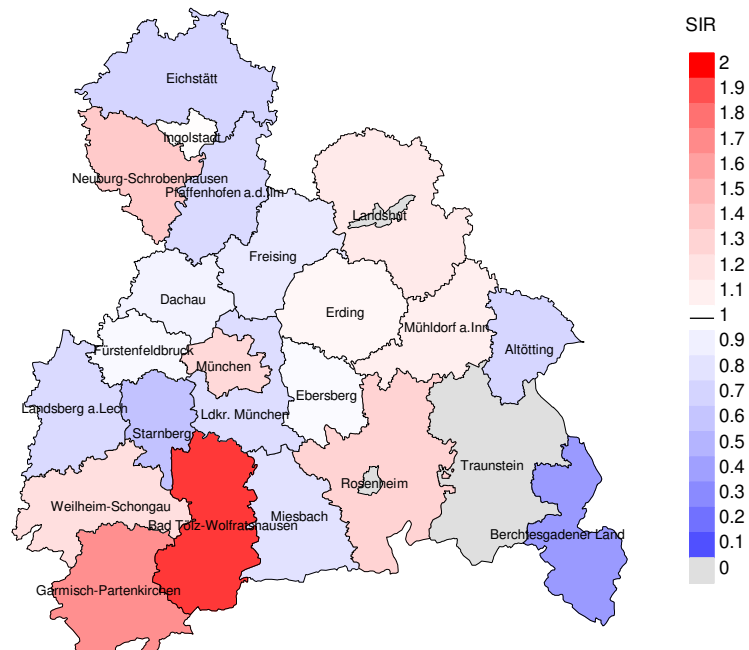 SIR
Eichstätt
2
1.9
1.8
Ingolstadt
1.7
Neuburg-Schrobenhausen
1.6
Pfaffenhofen a.d.Ilm
1.5
Landshut
1.4
1.3
Freising
1.2
1.1
Dachau
Erding
1
Mühldorf a.Inn
Fürstenfeldbruck
0.9
Altötting
München
0.8
Ebersberg
0.7
Landsberg a.Lech
Ldkr. München
0.6
Starnberg
0.5
Traunstein
0.4
Rosenheim
0.3
Weilheim-Schongau
Miesbach
0.2
Bad Tölz-Wolfratshausen
Berchtesgadener Land
0.1
0
Garmisch-Partenkirchen